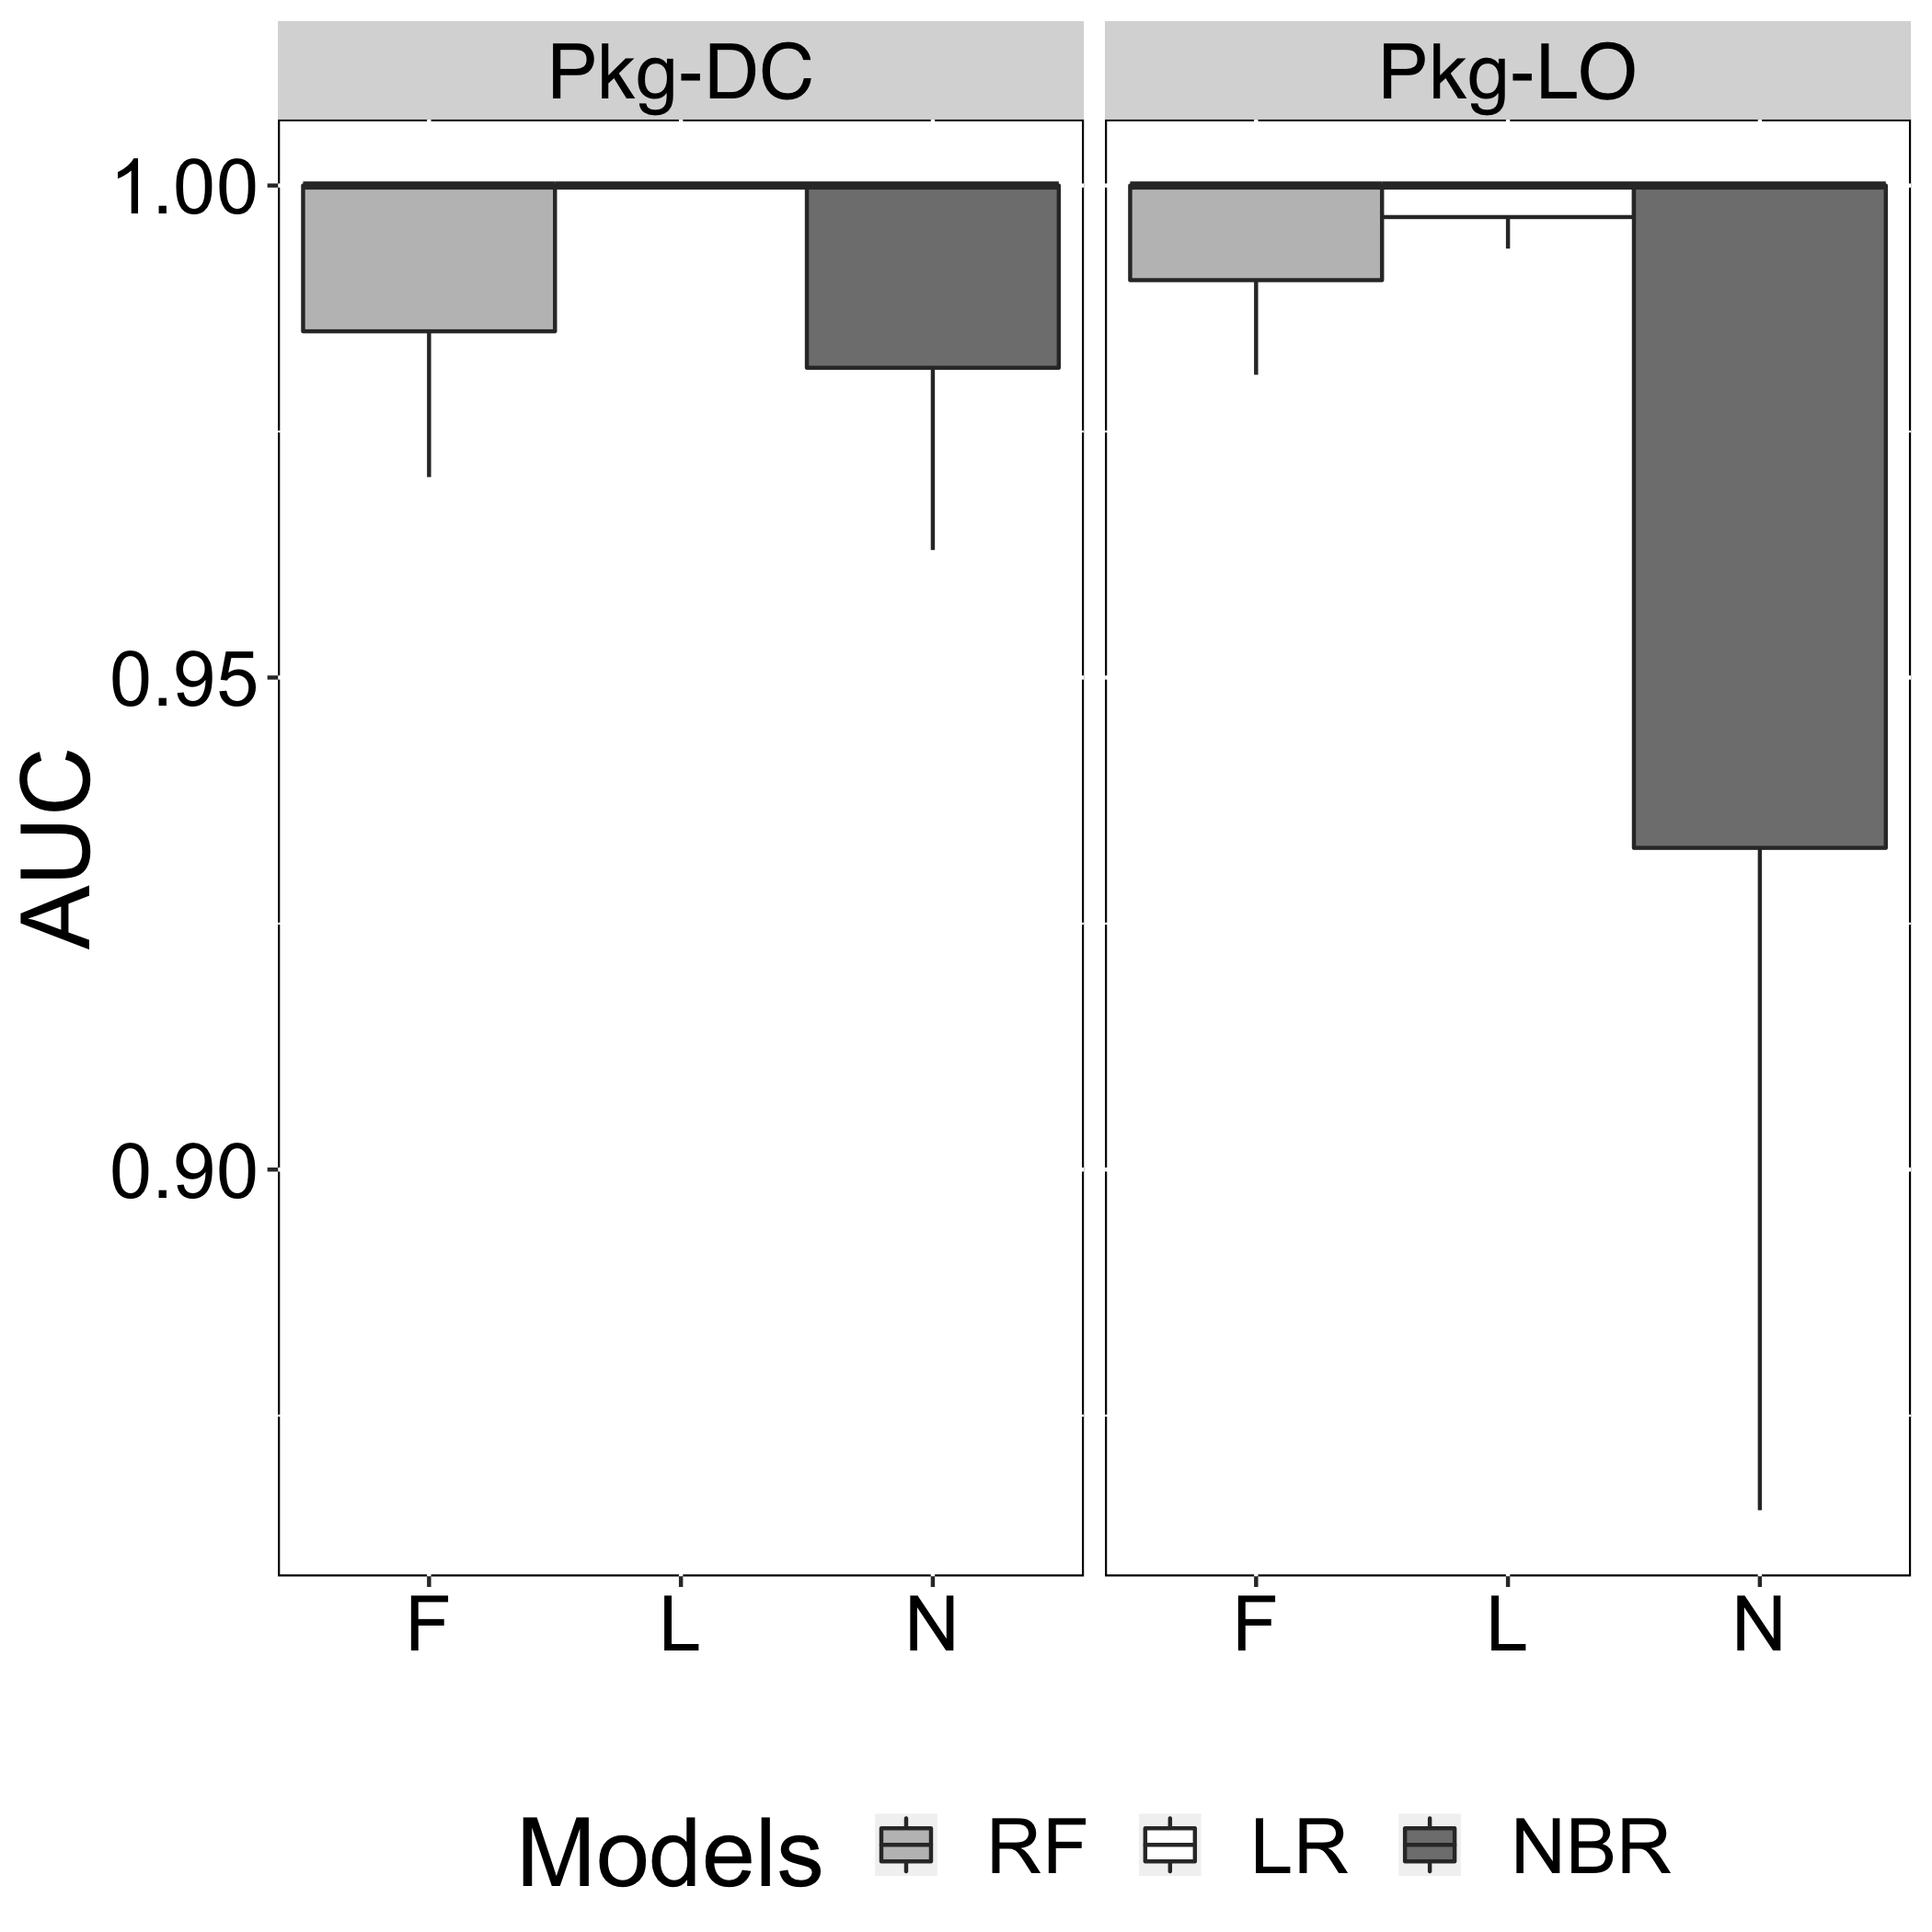 Pkg-DC Pkg-LO
1.00
0.95
0.90
AUC
F L N F L N
Models RF LR NBR